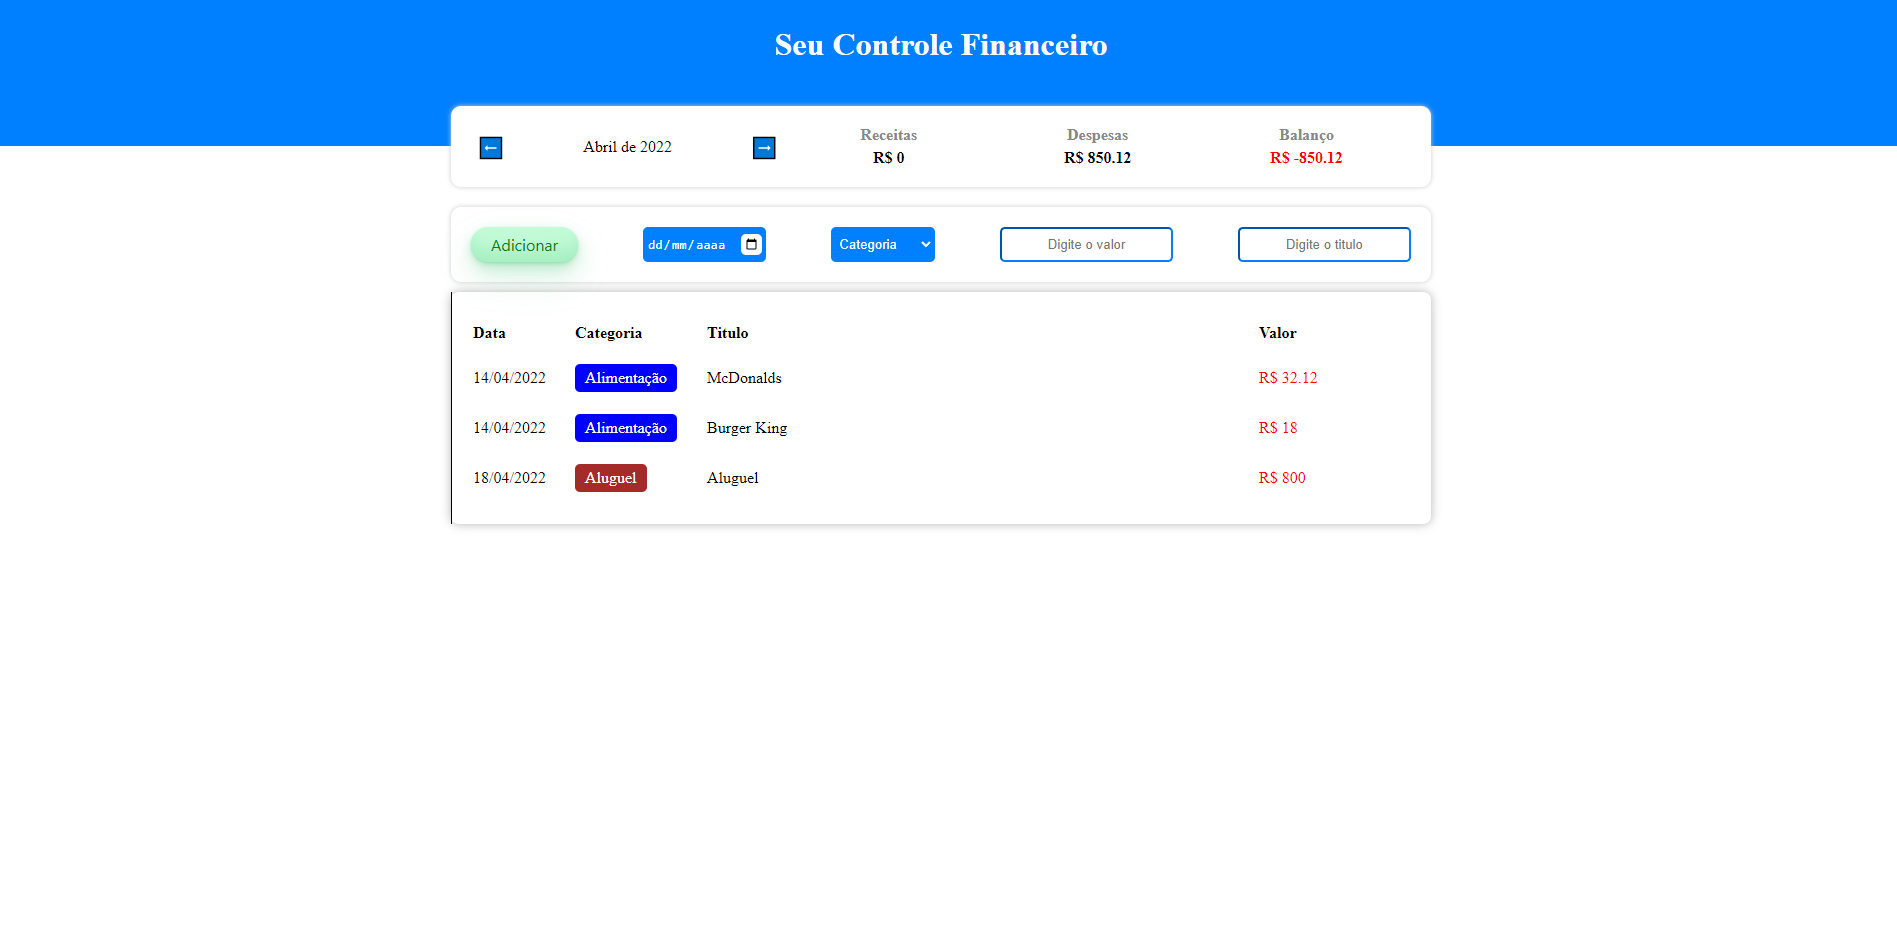 Seu Controle Financeiro
← Abril de 2022 →
Receitas Despesas Balanço
R$ 0 R$ 850.12 R$ -850.12
Adicionar dd/mm/aaaa Categoria Digite o valor Digite o titulo
Data Categoria Titulo Valor
14/04/2022 Alimentação McDonalds R$ 32.12
14/04/2022 Alimentação Burger King R$ 18
18/04/2022 Aluguel Aluguel R$ 800